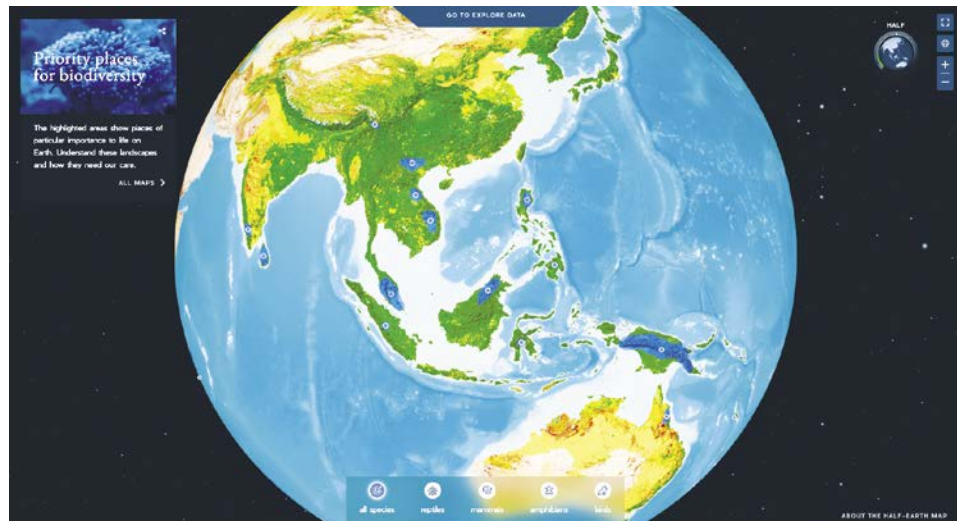 GO TO EXPLORE DATA
HALF
Priority places
for biodiversity
The highlighted areas show places of
particular importance to life on
Earth. Understand these landscapes
and how they need our care.
ALL MAPS
all species
reptiles
mammals
amphibians
birds
ABOUT THE HALF-EARTH MAP